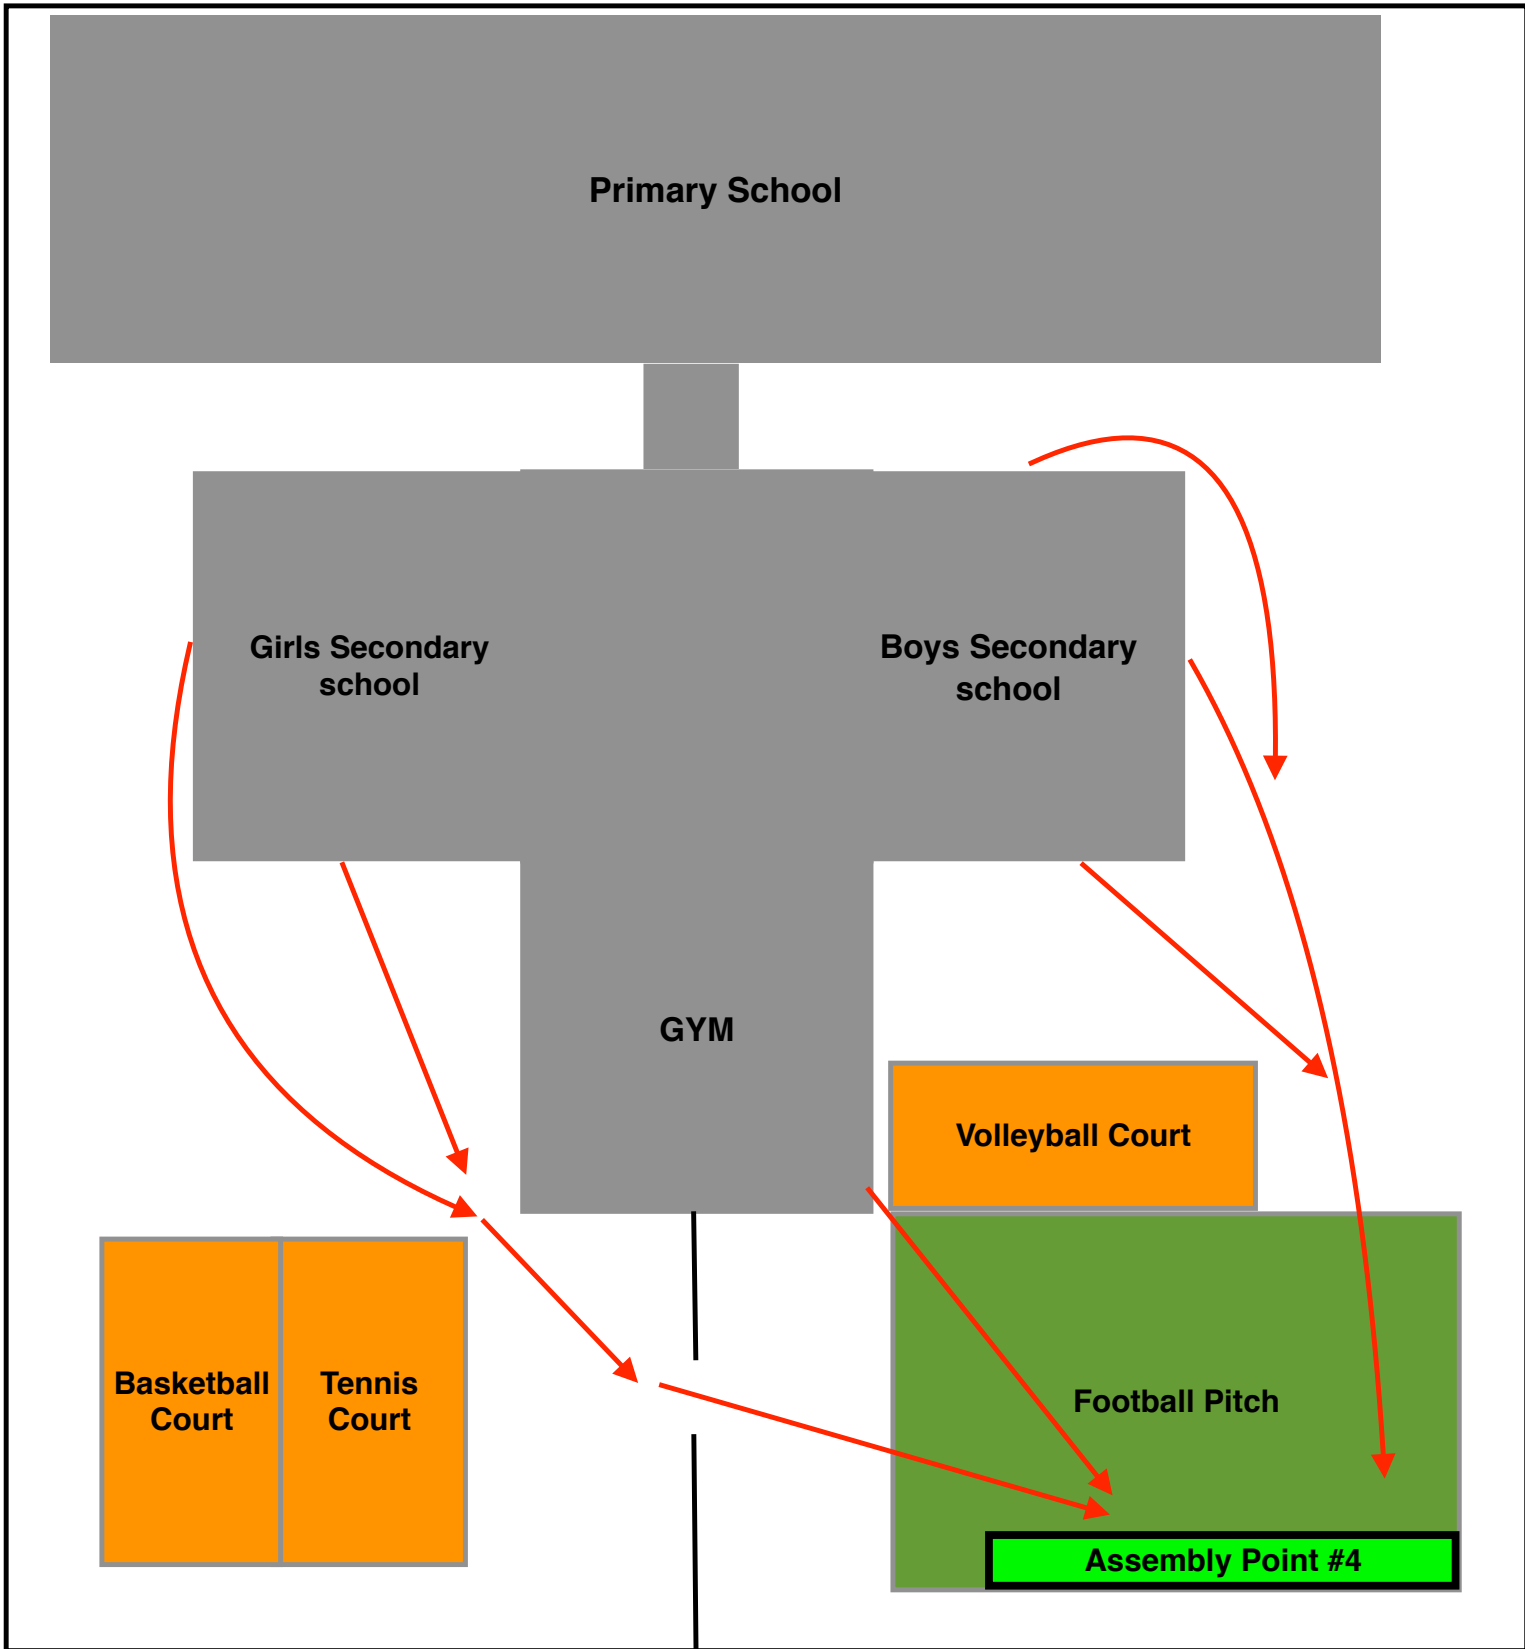 Primary School
Girls Secondary
school
Boys Secondary
school
GYM
Volleyball Court
Basketball
Court
Tennis
Court
Football Pitch
Assembly Point #4